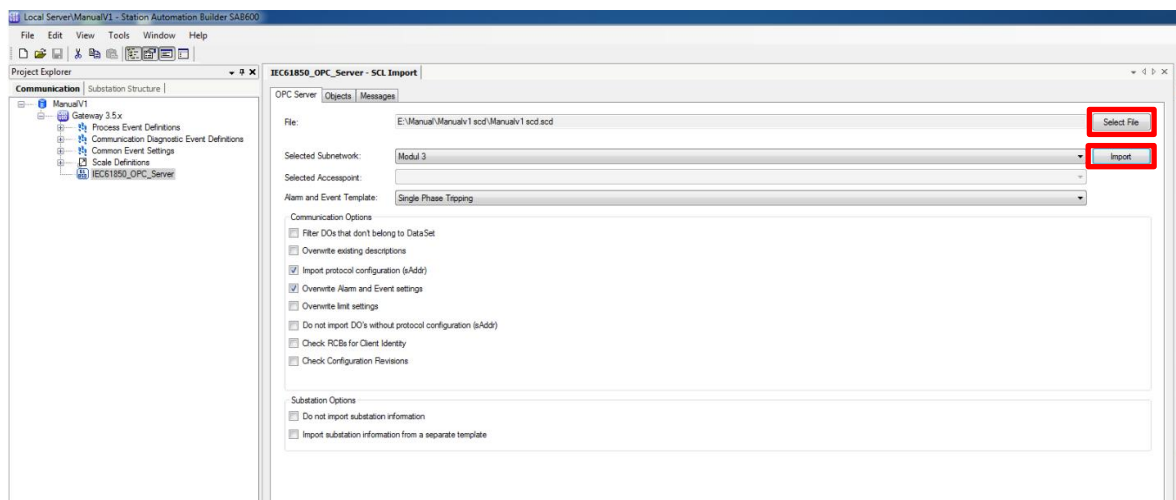 Local Server\ManualV1 - Station Automation Builder SAB600
File Edit View Tools Window Help
Project Explorer
Communication Substation Structure
ManualV1
Gateway 3.5.x
Process Event Definitions
Communication Diagnostic Event Definitions
Common Event Settings
Scale Definitions
IEC61850_OPC_Server
IEC61850_OPC_Server - SCL Import
OPC Server Objects Messages
File: E:\Manual\Manualv1 scd\Manualv1 scd.scd Select File
Selected Subnetwork: Modul 3 Import
Selected Accesspoint:
Alarm and Event Template: Single Phase Tripping
Communication Options
Filter DOs that don't belong to DataSet
Overwrite existing descriptions
Import protocol configuration (sAddr)
Overwrite Alarm and Event settings
Overwrite limit settings
Do not import DO's without protocol configuration (sAddr)
Check RCBs for Client Identity
Check Configuration Revisions
Substation Options
Do not import substation information
Import substation information from a separate template